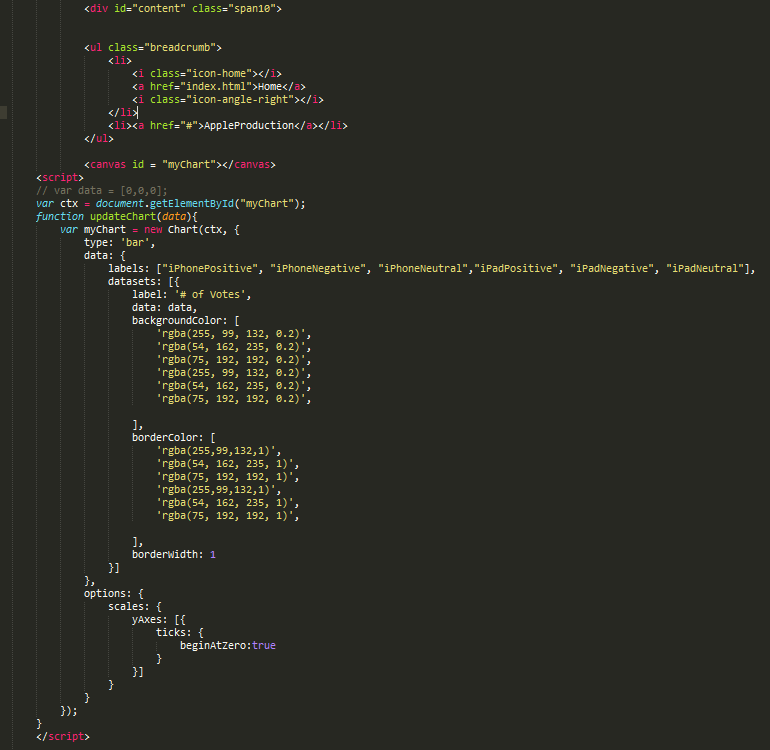 <div id="content" class="span10">
<ul class="breadcrumb">
<li>
<i class="icon-home"></i>
<a href="index.html">Home</a>
<i class="icon-angle-right"></i>
</li>
<li><a href="#">AppleProduction</a></li>
</ul>
<canvas id = "myChart"></canvas>
<script>
// var data = [0,0,0];
var ctx = document.getElementById("myChart");
function updateChart(data){
var myChart = new Chart(ctx, {
type: 'bar',
data: {
labels: ["iPhonePositive", "iPhoneNegative", "iPhoneNeutral","iPadPositive", "iPadNegative", "iPadNeutral"],
datasets: [{
label: '# of Votes',
data: data,
backgroundColor: [
'rgba(255, 99, 132, 0.2)',
'rgba(54, 162, 235, 0.2)',
'rgba(75, 192, 192, 0.2)',
'rgba(255, 99, 132, 0.2)',
'rgba(54, 162, 235, 0.2)',
'rgba(75, 192, 192, 0.2)',
],
borderColor: [
'rgba(255,99,132,1)',
'rgba(54, 162, 235, 1)',
'rgba(75, 192, 192, 1)',
'rgba(255,99,132,1)',
'rgba(54, 162, 235, 1)',
'rgba(75, 192, 192, 1)',
],
borderWidth: 1
}]
},
options: {
scales: {
yAxes: [{
ticks: {
beginAtZero:true
}
}]
}
}
});
}
</script>